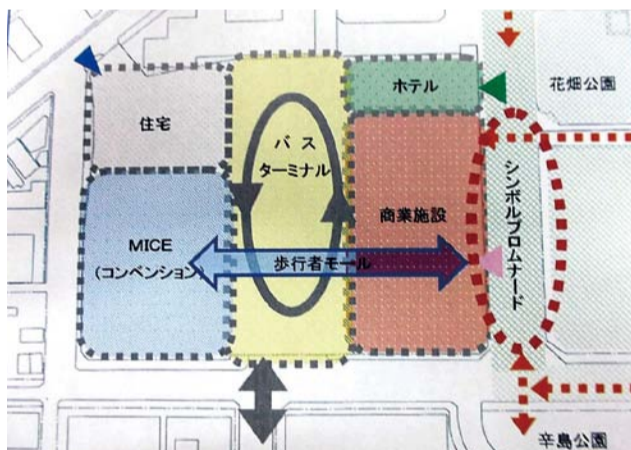 ホテル
花畑公園
住宅
バス
ターミナル
商業施設
シンボルプロムナード
MICE
(コンベンション)
歩行者モール
辛島公園